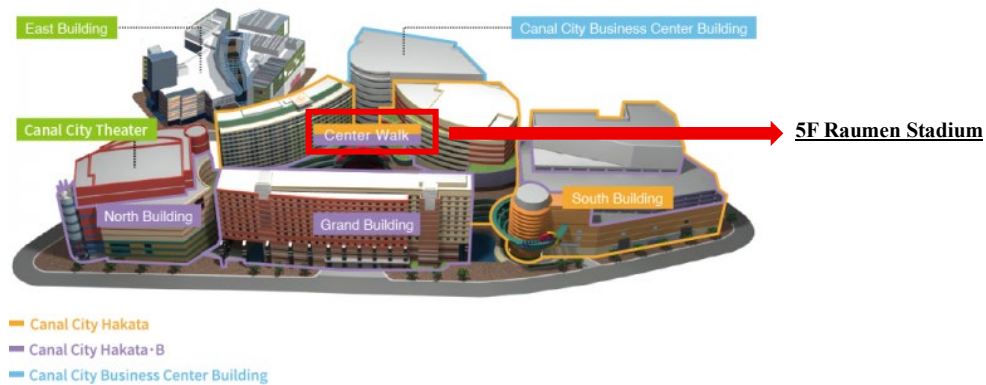 East Building
Canal City Business Center Building
Canal City Theater
Center Walk
5F Raumen Stadium
North Building
Grand Building
South Building
Canal City Hakata
Canal City Hakata･B
Canal City Business Center Building